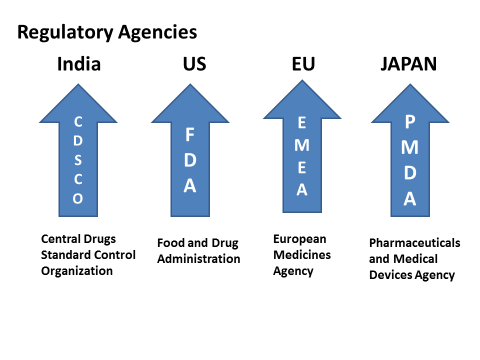 Regulatory Agencies
India
US
EU
JAPAN
C
D
S
C
O
F
D
A
E
M
E
A
P
M
D
A
Central Drugs
Standard Control
Organization
Food and Drug
Administration
European
Medicines
Agency
Pharmaceuticals
and Medical
Devices Agency